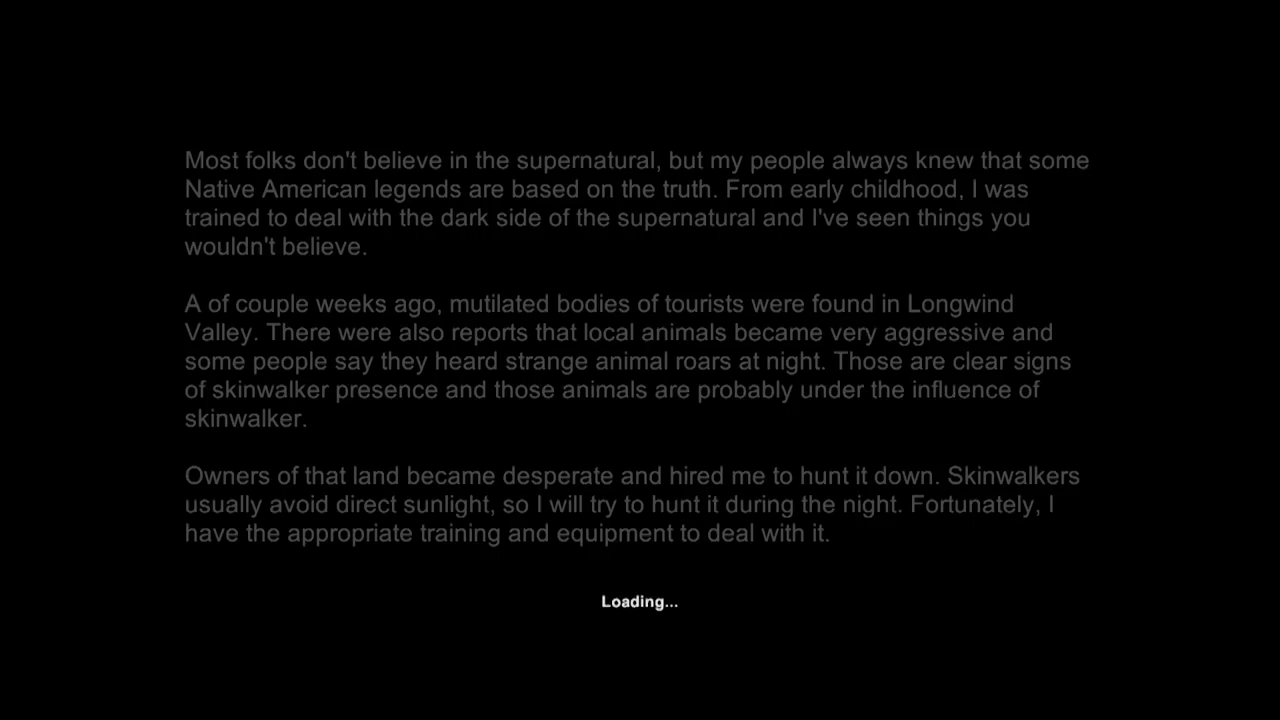 Most folks don't believe in the supernatural, but my people always knew that some
Native American legends are based on the truth. From early childhood, I was
trained to deal with the dark side of the supernatural and I've seen things you
wouldn't believe.
A of couple weeks ago, mutilated bodies of tourists were found in Longwind
Valley. There were also reports that local animals became very aggressive and
some people say they heard strange animal roars at night. Those are clear signs
of skinwalker presence and those animals are probably under the influence of
skinwalker.
Owners of that land became desperate and hired me to hunt it down. Skinwalkers
usually avoid direct sunlight, so I will try to hunt it during the night. Fortunately, I
have the appropriate training and equipment to deal with it.
Loading...